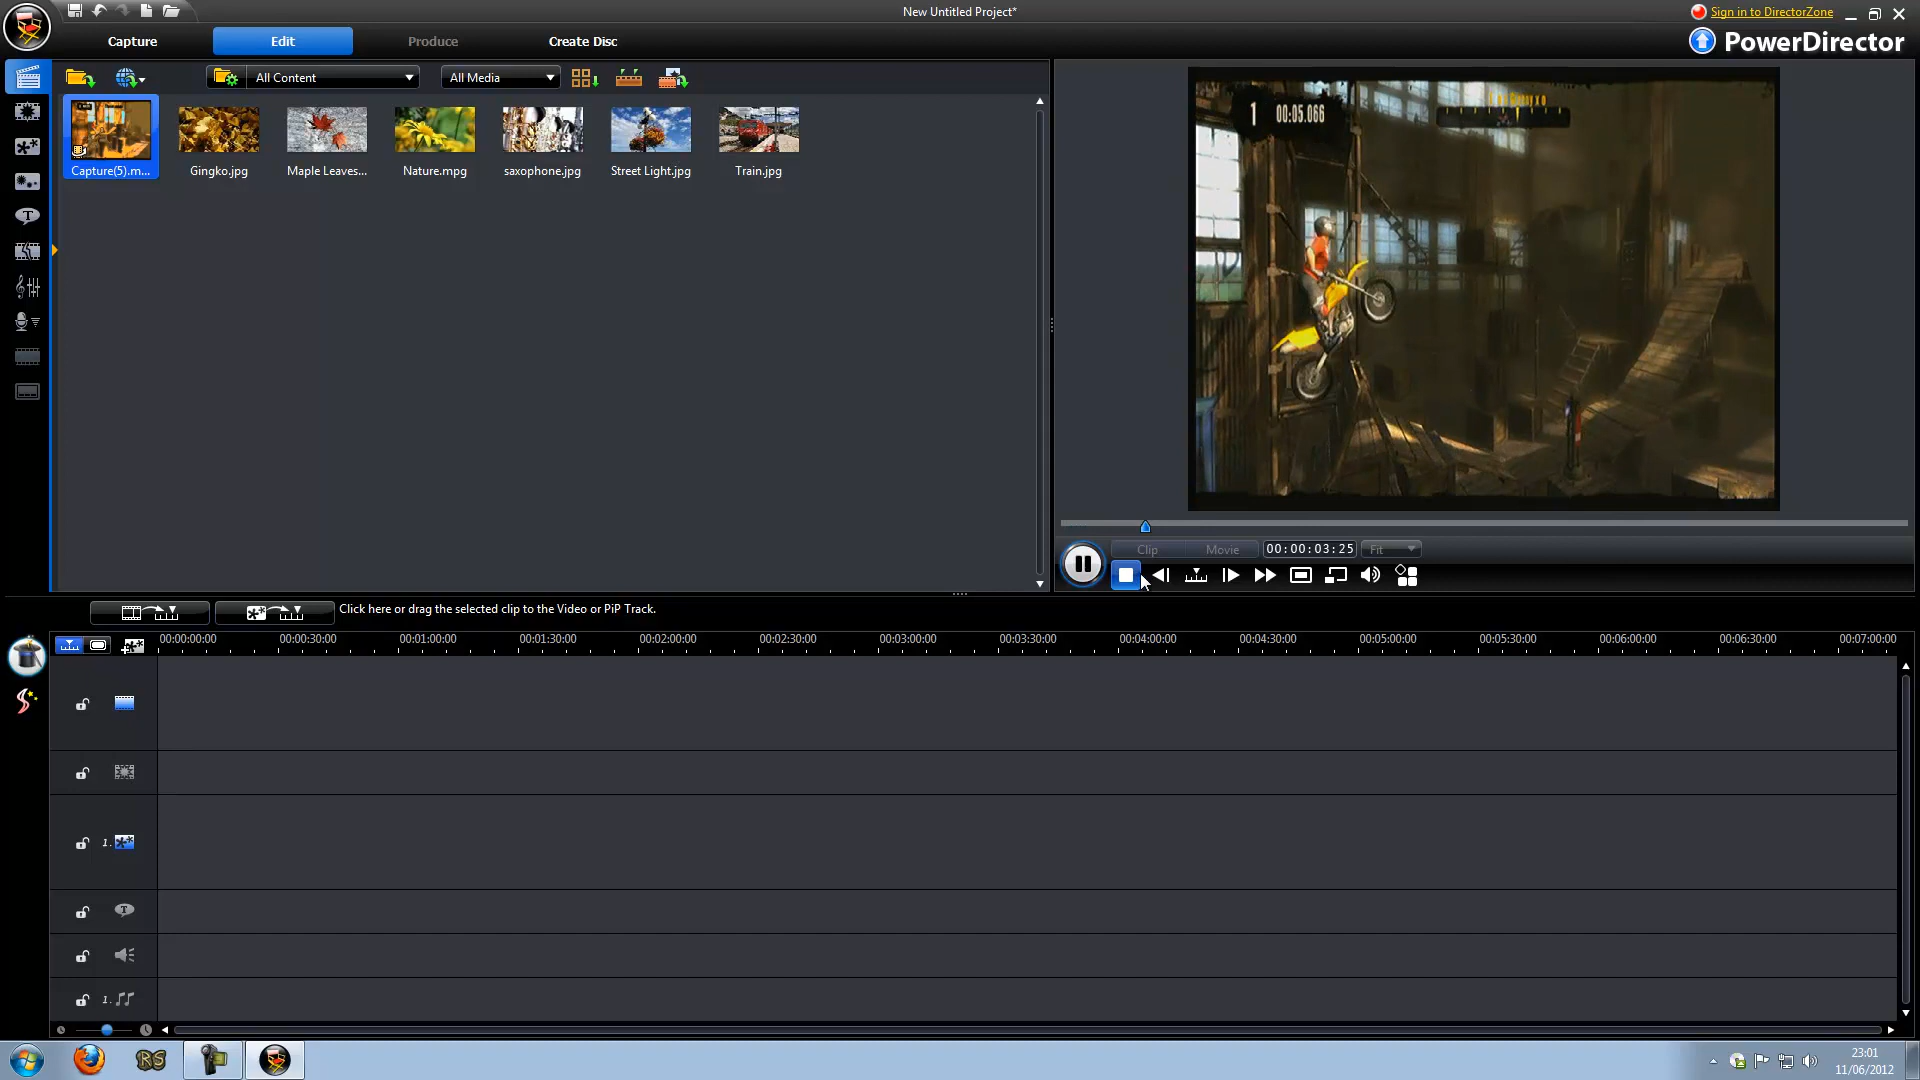 New Untitled Project*
Sign in to DirectorZone
Capture
Edit
Produce
Create Disc
PowerDirector
All Content
All Media
Capture(5).m...
Gingko.jpg
Maple Leaves...
Nature.mpg
saxophone.jpg
Street Light.jpg
Train.jpg
1 00:05.066
Clip
Movie
00:00:03:25
Fit
Click here or drag the selected clip to the Video or PiP Track.
00:00:00:00 00:00:30:00 00:01:00:00 00:01:30:00 00:02:00:00 00:02:30:00 00:03:00:00 00:03:30:00 00:04:00:00 00:04:30:00 00:05:00:00 00:05:30:00 00:06:00:00 00:06:30:00 00:07:00:00
T
1.
T
1.
RS
23:01
11/06/2012